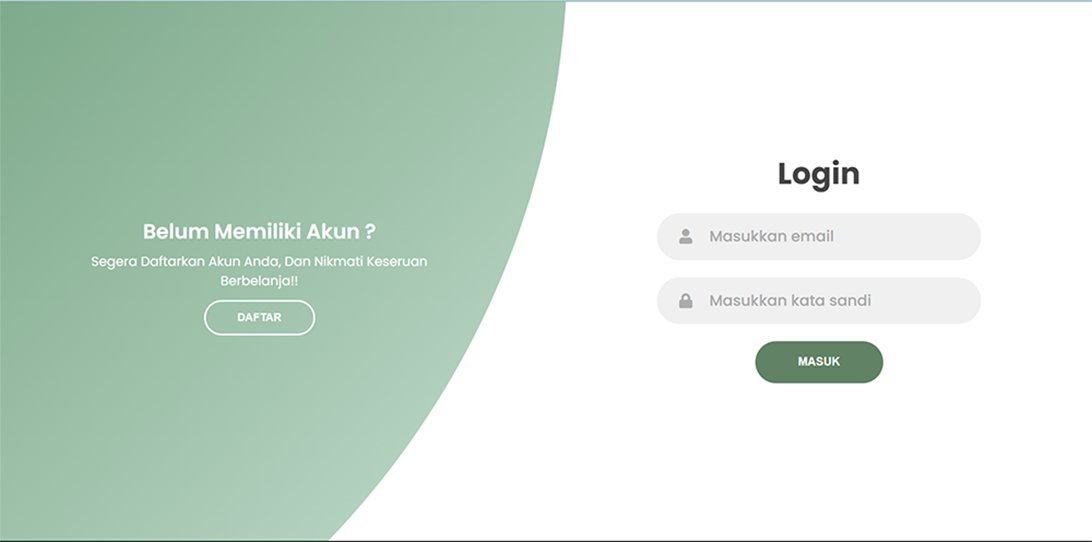 Belum Memiliki Akun ?
Segera Daftarkan Akun Anda, Dan Nikmati Keseruan
Berbelanja!!
DAFTAR
Login
Masukkan email
Masukkan kata sandi
MASUK